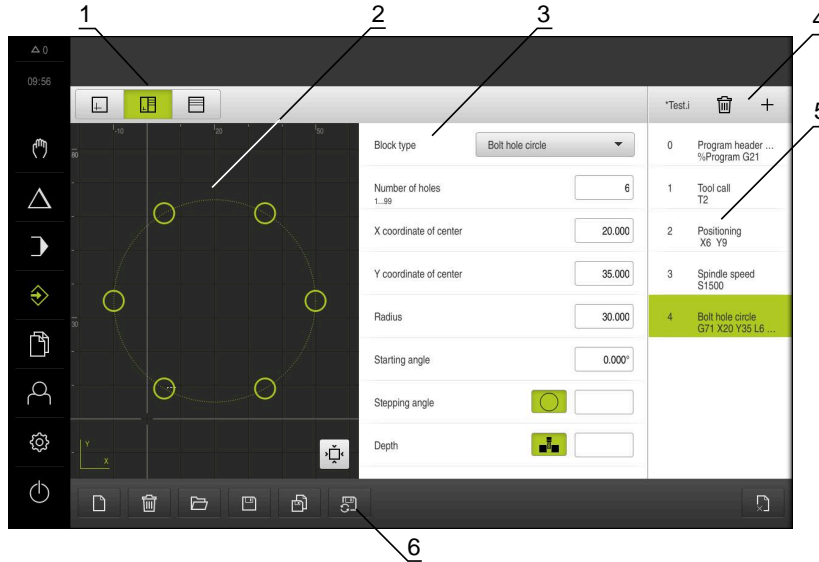 1
2
3
4
5
6
0
09:56
*Test.i
-10
20
50
80
30
Y
X
Block type
Bolt hole circle
Number of holes
1...99
6
X coordinate of center
20.000
Y coordinate of center
35.000
Radius
30.000
Starting angle
0.000°
Stepping angle
Depth
0 Program header ...
%Program G21
1 Tool call
T2
2 Positioning
X6 Y9
3 Spindle speed
S1500
4 Bolt hole circle
G71 X20 Y35 L6 ...